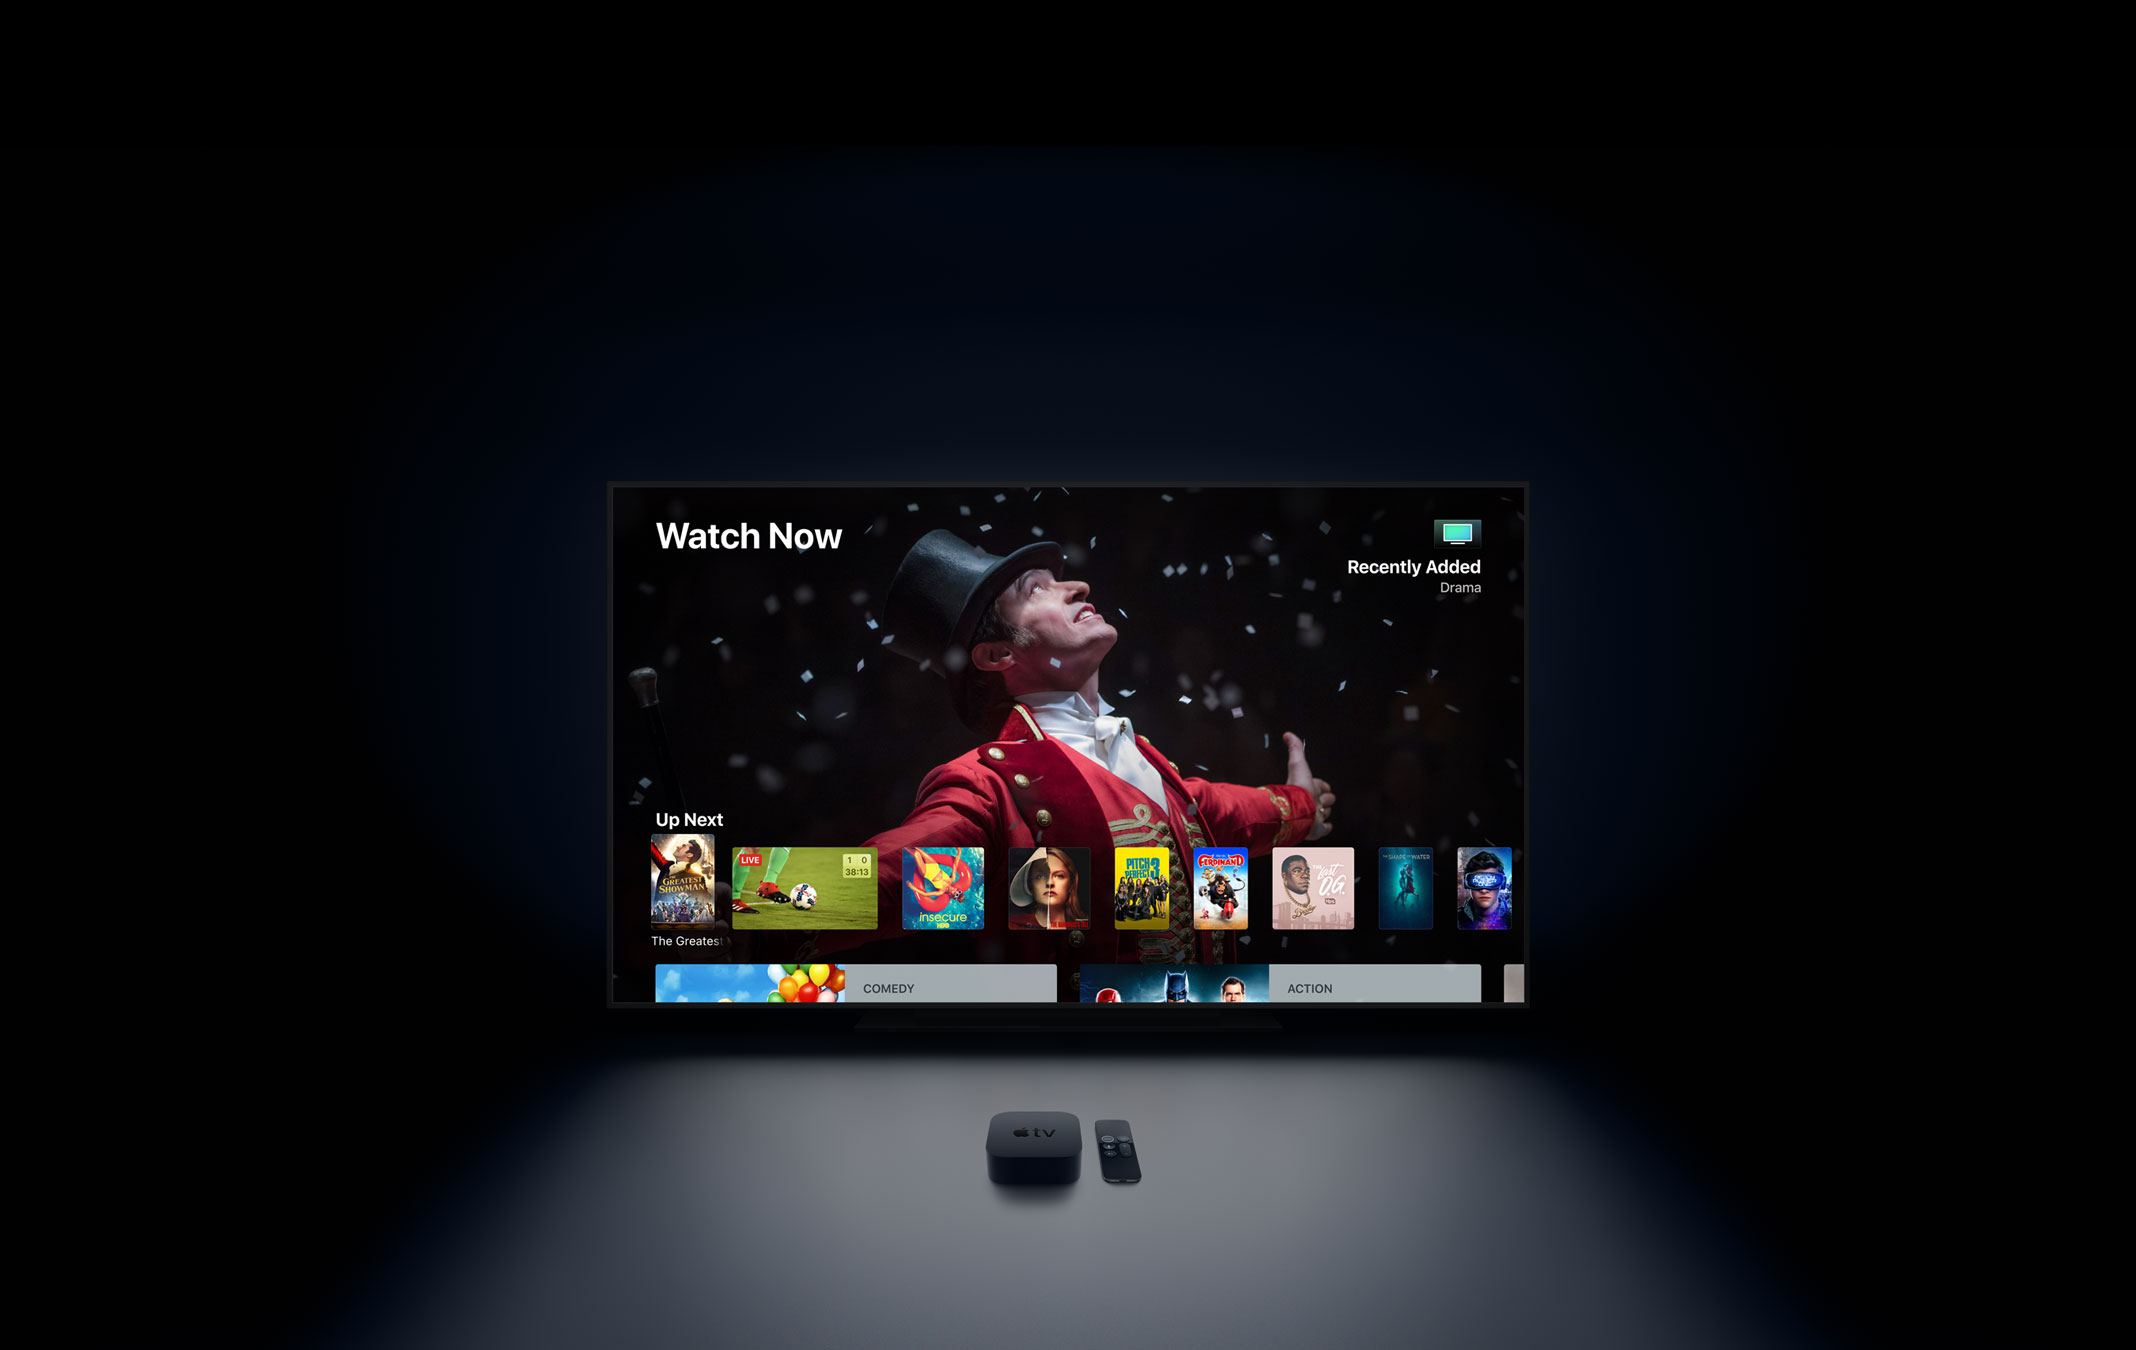 Watch Now
Recently Added
Drama
Up Next
THE GREATEST SHOWMAN
LIVE
1 0
38:13
insecure
HBO
PITCH PERFECT 3
FERDINAND
THE last O.G.
THE SHAPE OF WATER
The Greatest
COMEDY
ACTION
tv